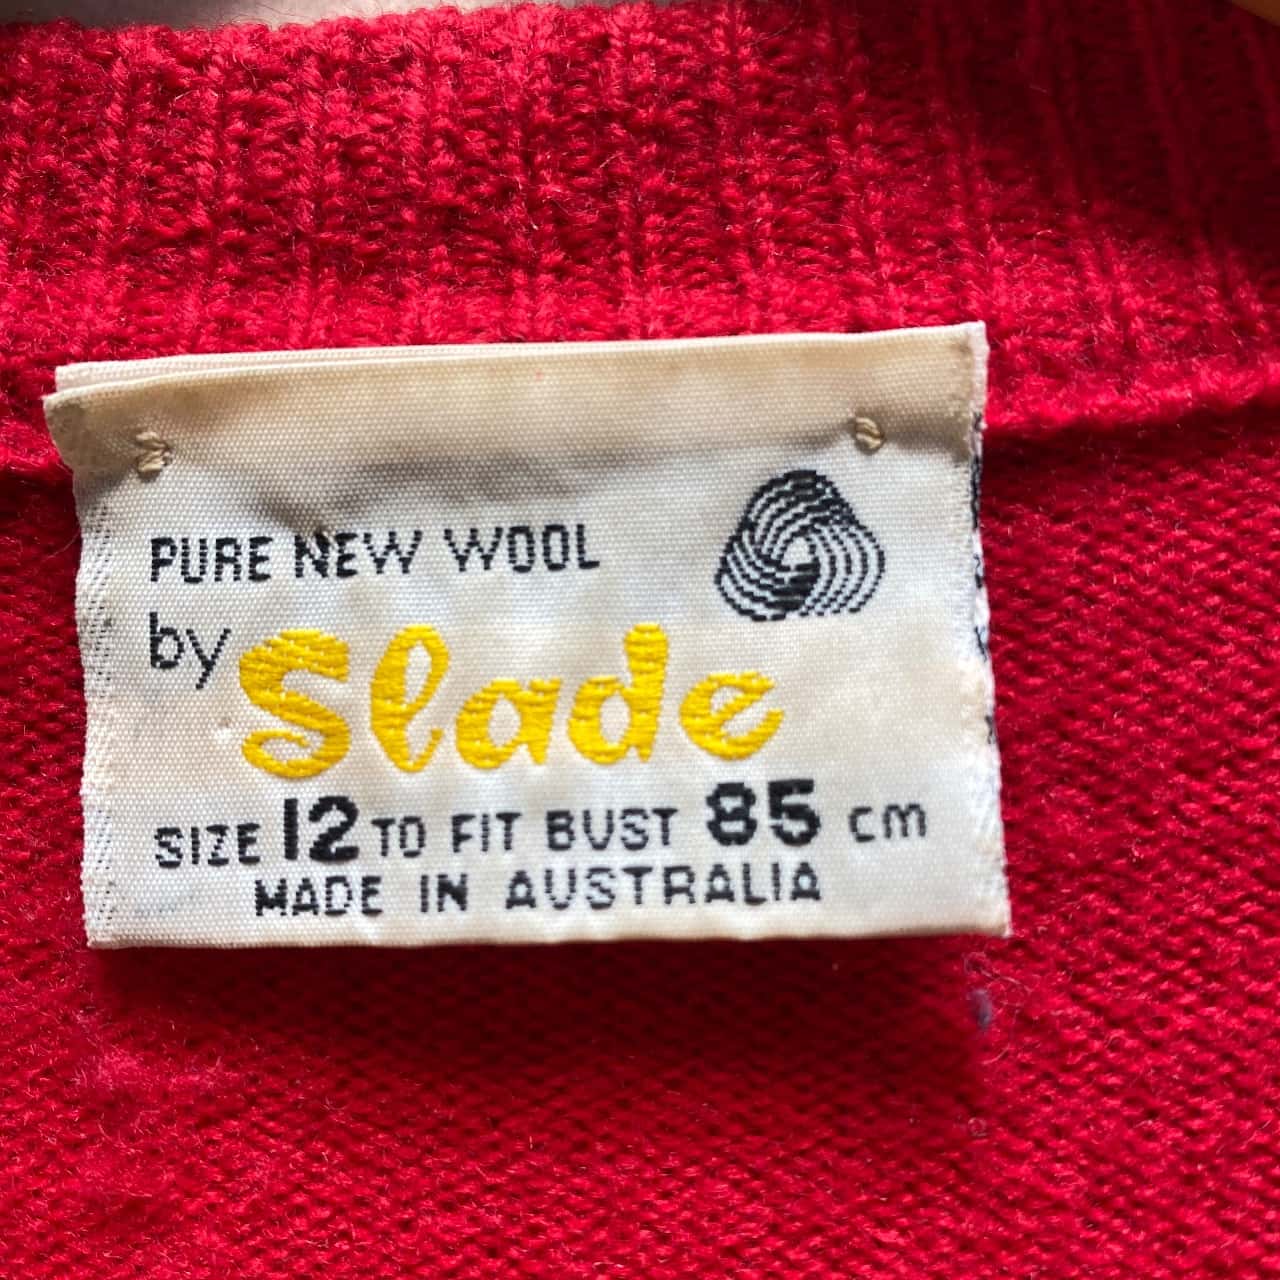 PURE NEW WOOL
by Slade
SIZE 12 TO FIT BUST 85 cm
MADE IN AUSTRALIA